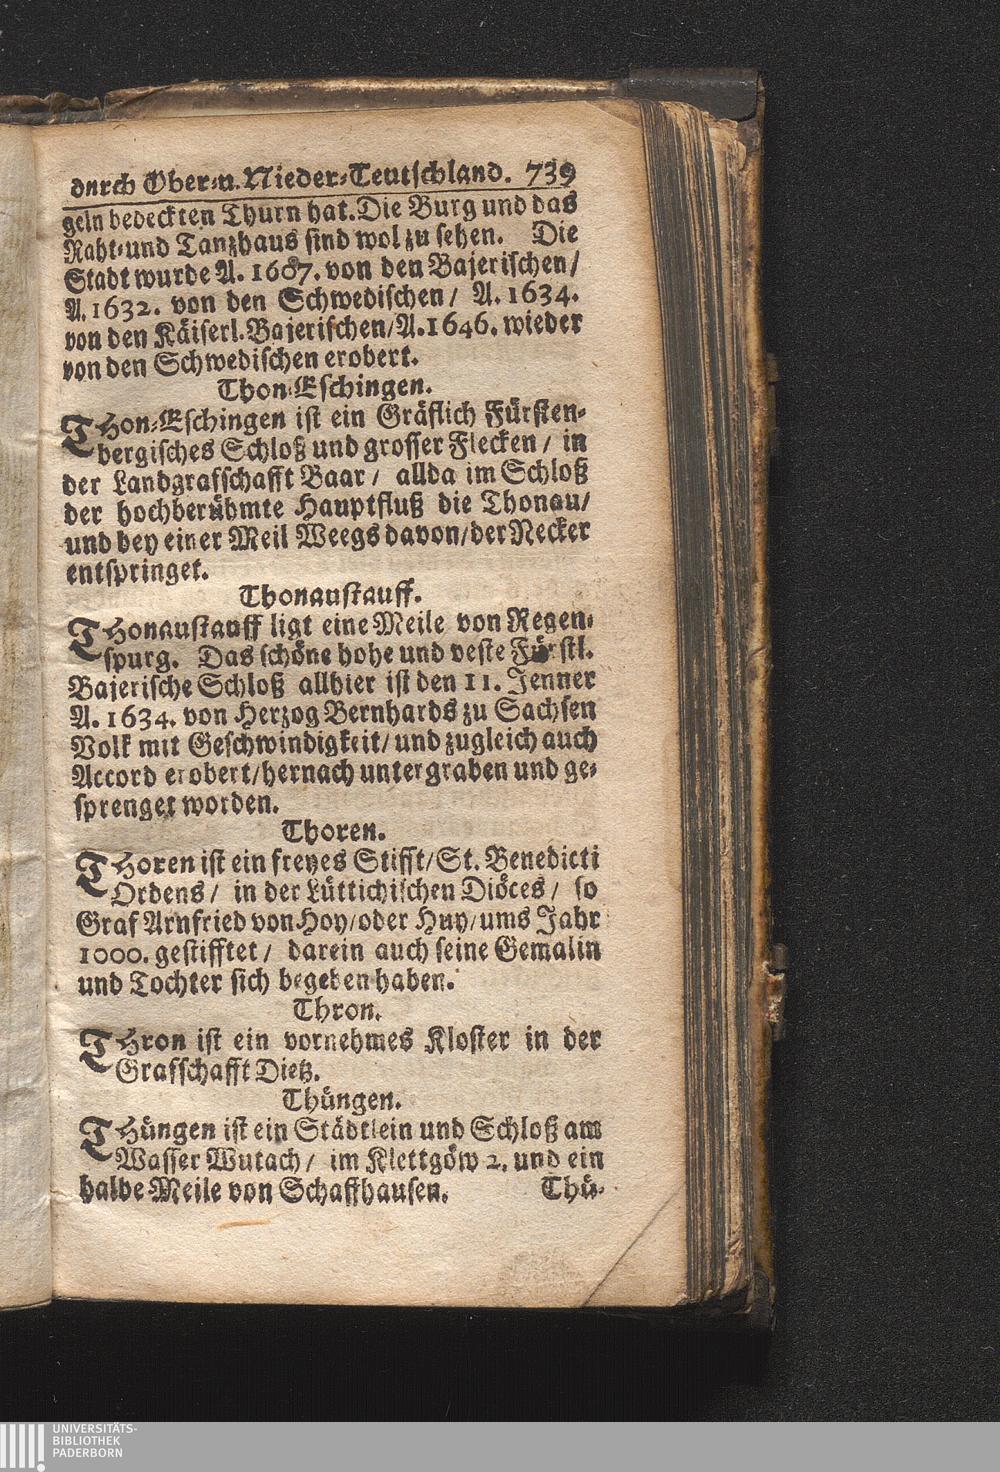 durch Ober- u. Nieder-Teutschland. 739
geln bedeckten Thurn hat. Die Burg und das
Raht- und Tanzhaus sind wol zu sehen. Die
Stadt wurde A. 1607. von den Bajerischen/
A. 1632. von den Schwedischen/ A. 1634.
von den Käiserl. Bajerischen/ A. 1646. wieder
von den Schwedischen erobert.
Thon-Eschingen.
THon-Eschingen ist ein Gräflich Fürsten-
bergisches Schloß und grosser Flecken/ in
der Landgrafschafft Baar/ allda im Schloß
der hochberühmte Hauptfluß die Thonau/
und bey einer Meil Weegs davon/ der Necker
entspringet.
Thonaustauff.
THonaustauff ligt eine Meile von Regen-
spurg. Das schöne hohe und veste Fürstl.
Bajerische Schloß allhier ist den 11. Jenner
A. 1634. von Herzog Bernhards zu Sachsen
Volk mit Geschwindigkeit/ und zugleich auch
Accord erobert/ hernach untergraben und ge-
sprenget worden.
Thoren.
THoren ist ein freyes Stifft/ St. Benedicti
Ordens/ in der Lüttichischen Diöces/ so
Graf Arnfried von Hoy/ oder Huy/ ums Jahr
1000. gestifftet/ darein auch seine Gemalin
und Tochter sich begeben haben.
Thron.
THron ist ein vornehmes Kloster in der
Grafschafft Dietz.
Thüngen.
THüngen ist ein Städtlein und Schloß am
Wasser Wutach/ im Klettgöw 2. und ein
halbe Meile von Schaffhausen. Thü-
UNIVERSITÄTS-
BIBLIOTHEK
PADERBORN